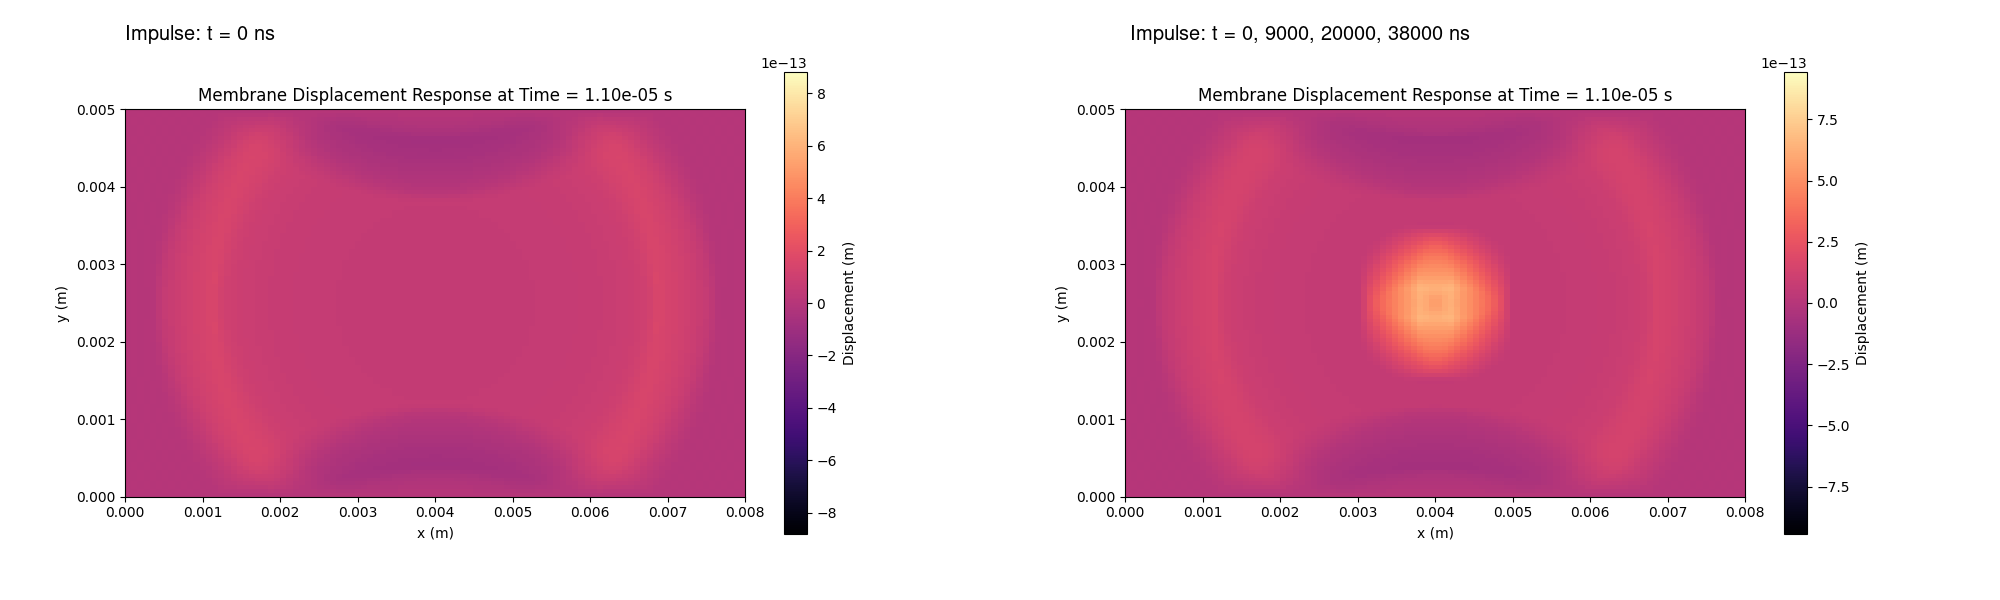 Impulse: t = 0 ns
1e−13
Membrane Displacement Response at Time = 1.10e-05 s
0.005
0.004
0.003
0.002
0.001
0.000
y (m)
0.000 0.001 0.002 0.003 0.004 0.005 0.006 0.007 0.008
x (m)
8
6
4
2
0
−2
−4
−6
−8
Displacement (m)
Impulse: t = 0, 9000, 20000, 38000 ns
1e−13
Membrane Displacement Response at Time = 1.10e-05 s
0.005
0.004
0.003
0.002
0.001
0.000
y (m)
0.000 0.001 0.002 0.003 0.004 0.005 0.006 0.007 0.008
x (m)
7.5
5.0
2.5
0.0
−2.5
−5.0
−7.5
Displacement (m)